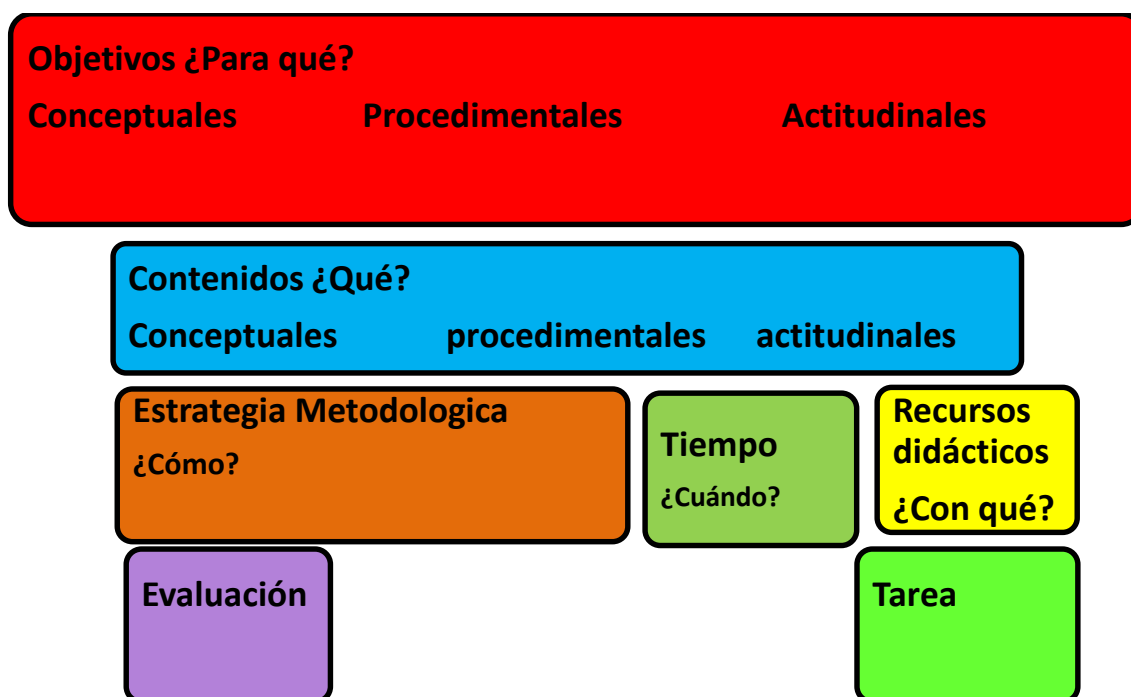 Objetivos ¿Para qué?
Conceptuales Procedimentales Actitudinales
Contenidos ¿Qué?
Conceptuales procedimentales actitudinales
Estrategia Metodologica
¿Cómo?
Tiempo
¿Cuándo?
Recursos
didácticos
¿Con qué?
Evaluación
Tarea